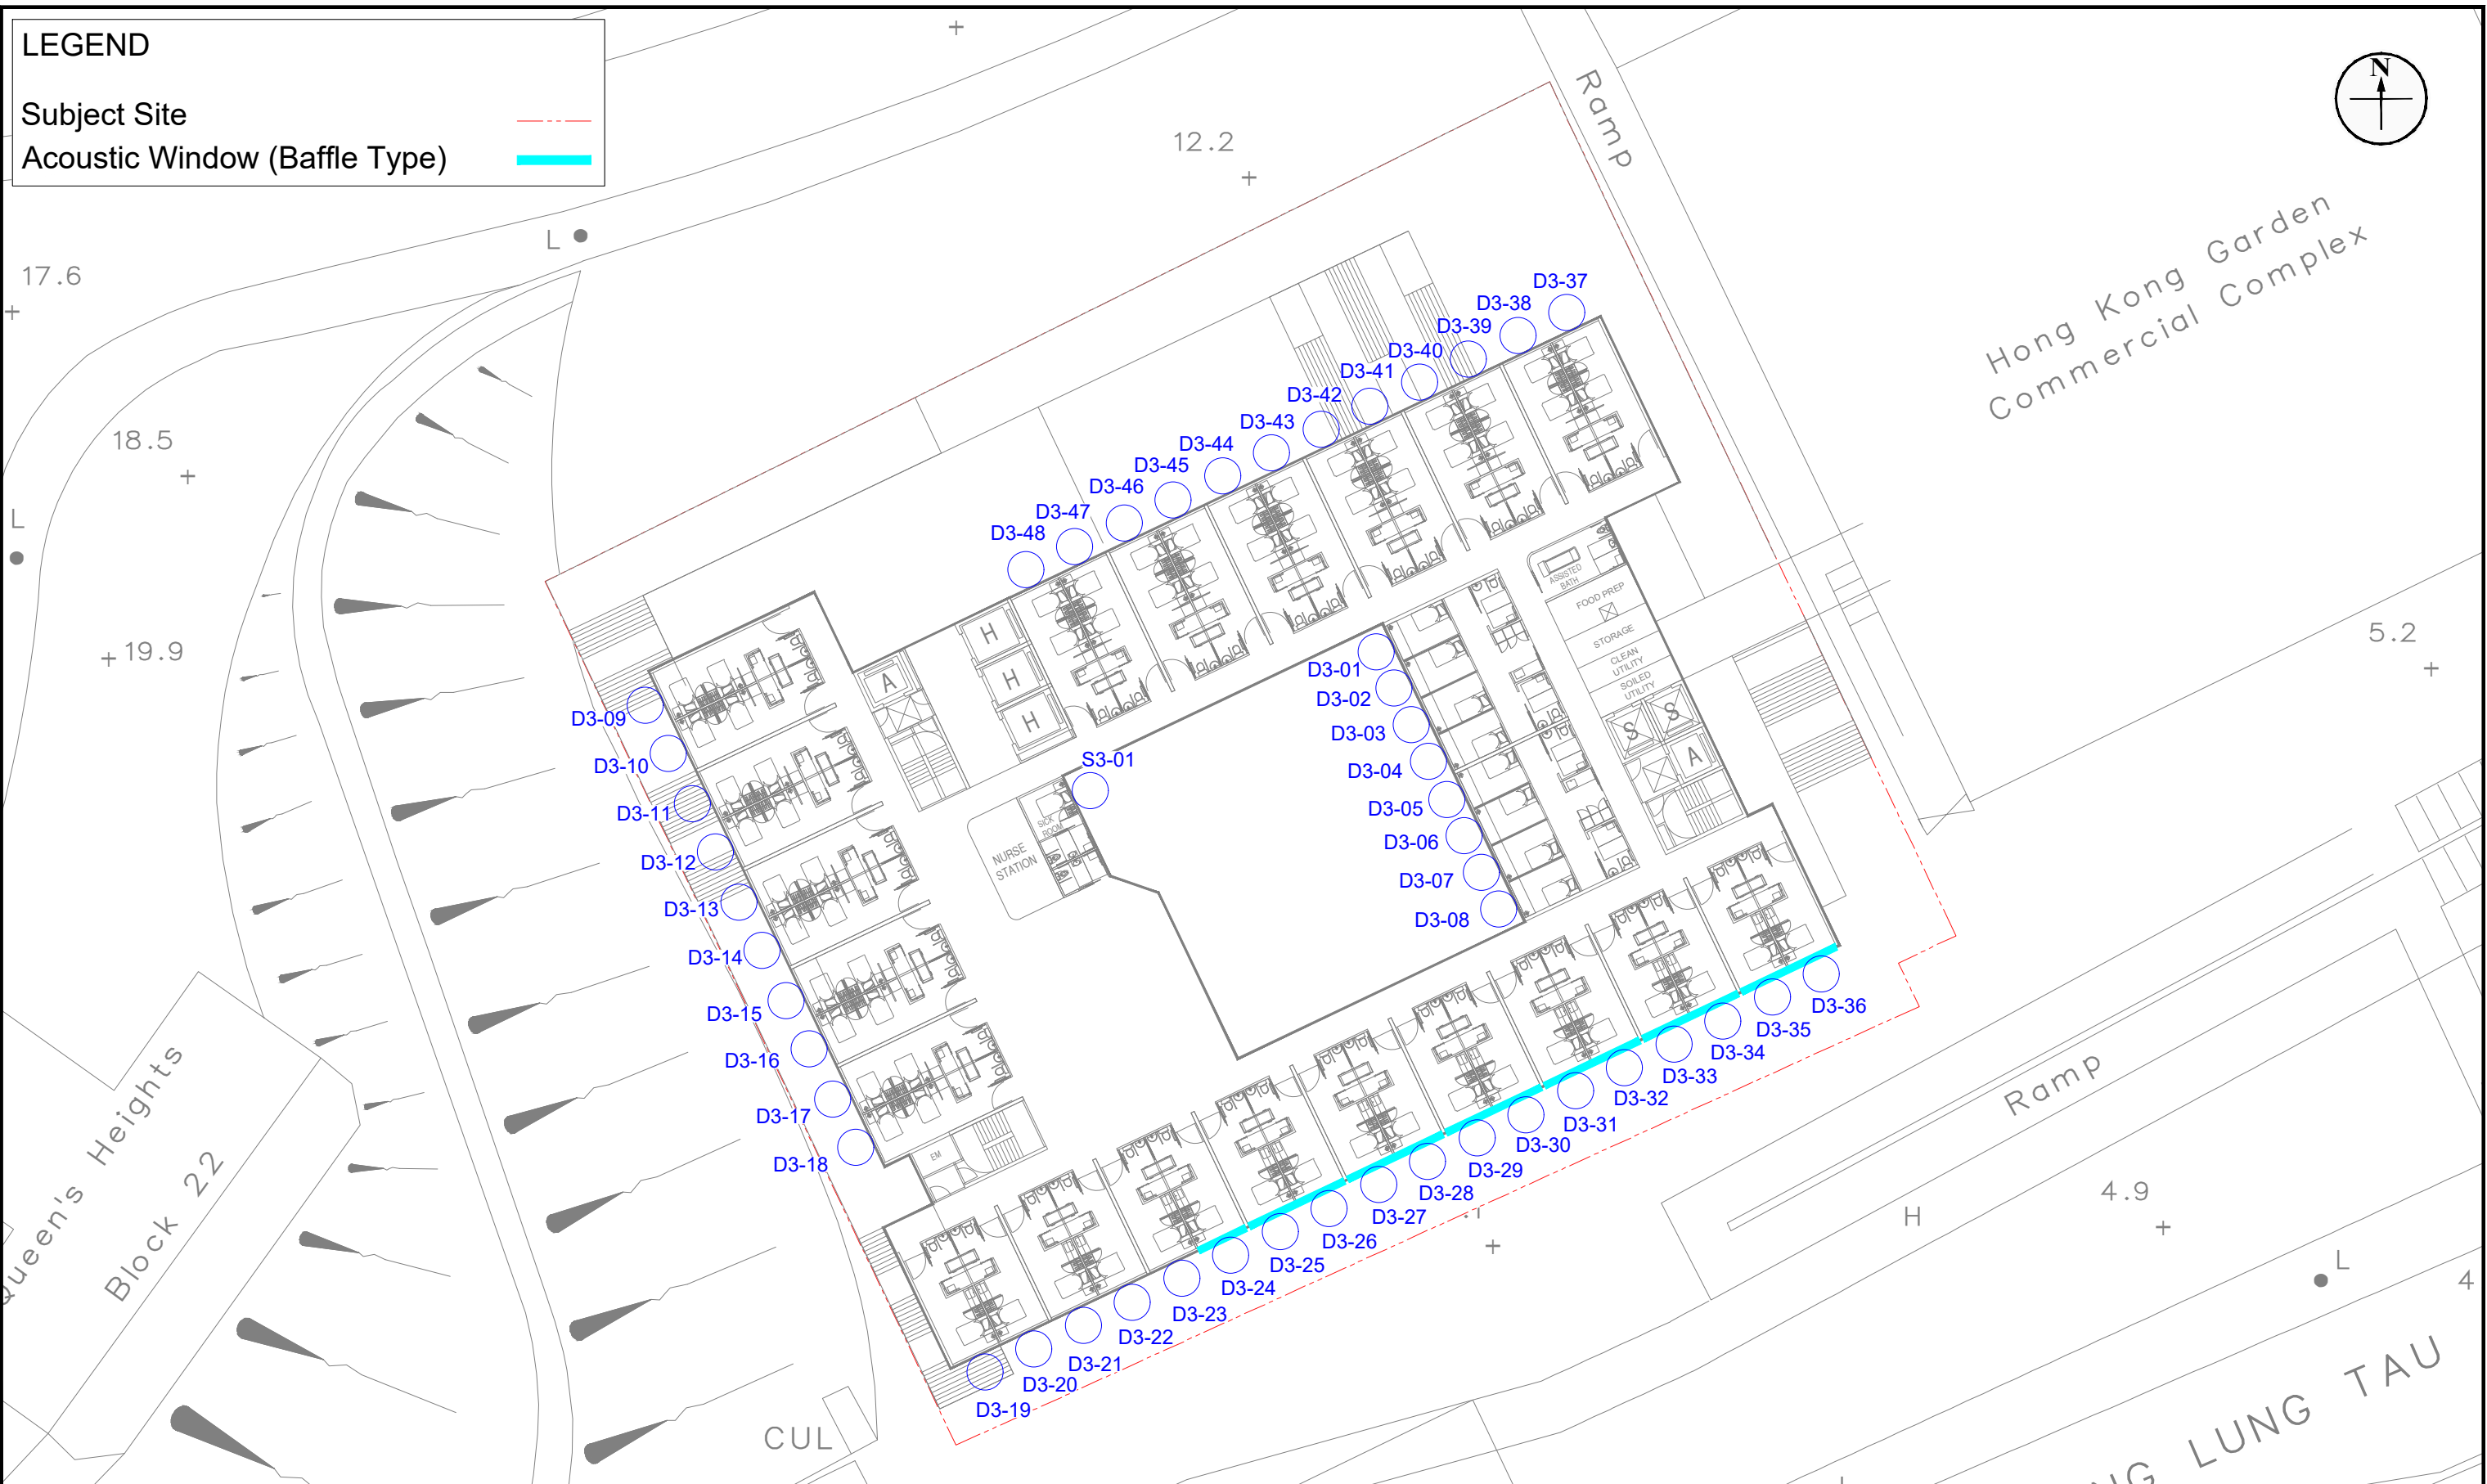 LEGEND
Subject Site
Acoustic Window (Baffle Type)
N
Ramp
12.2
Hong Kong Garden
Commercial Complex
L
17.6
18.5
L
19.9
5.2
D3-37
D3-38
D3-39
D3-40
D3-41
D3-42
D3-43
D3-44
D3-45
D3-46
D3-47
D3-48
H
H
H
A
ASSISTED
BATH
FOOD PREP
STORAGE
CLEAN
UTILITY
SOILED
UTILITY
S
S
A
D3-01
D3-02
D3-03
D3-04
D3-05
D3-06
D3-07
D3-08
S3-01
SICK
ROOM
NURSE
STATION
D3-09
D3-10
D3-11
D3-12
D3-13
D3-14
D3-15
D3-16
D3-17
D3-18
EM
D3-36
D3-35
D3-34
D3-33
D3-32
D3-31
D3-30
D3-29
D3-28
D3-27
D3-26
D3-25
D3-24
D3-23
D3-22
D3-21
D3-20
D3-19
Queen's Heights
Block 22
Ramp
H
4.9
L
4
CUL
LUNG TAU